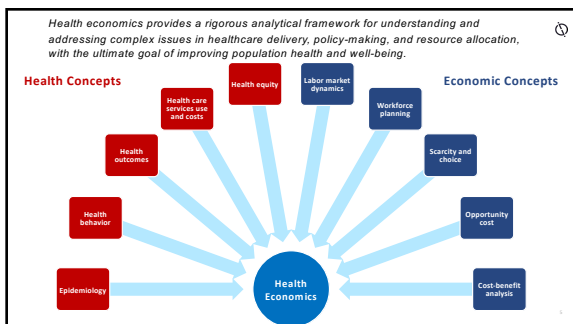 Health economics provides a rigorous analytical framework for understanding and
addressing complex issues in healthcare delivery, policy-making, and resource allocation,
with the ultimate goal of improving population health and well-being.
Health Concepts
Economic Concepts
Health equity
Labor market
dynamics
Health care
services use
and costs
Workforce
planning
Health
outcomes
Scarcity and
choice
Health
behavior
Opportunity
cost
Epidemiology
Health
Economics
Cost-benefit
analysis